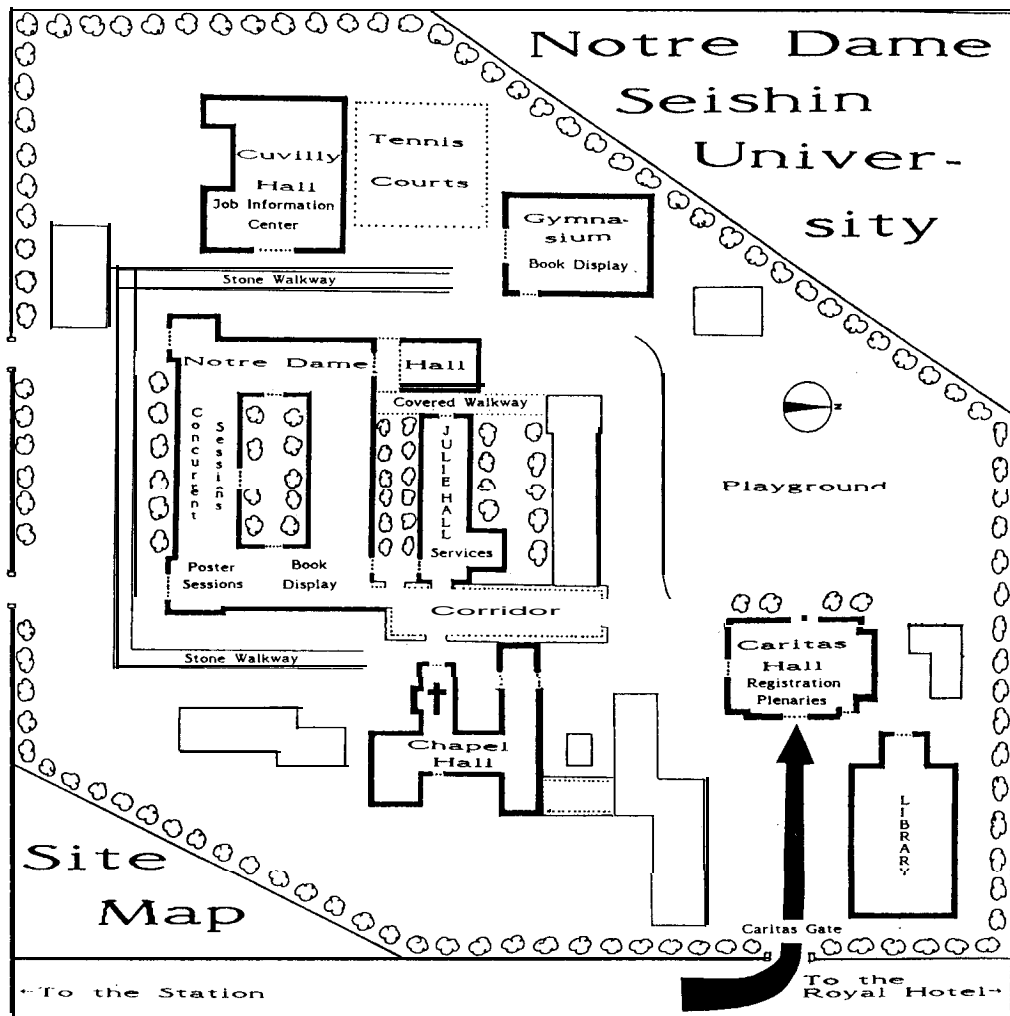 Notre Dame
Seishin
Univer-
sity
Tennis
Courts
Cuvilly
Hall
Job Information
Center
Gymna-
sium
Book Display
Stone Walkway
Notre Dame Hall
Covered Walkway
Concurrent
Sessins
JULIE HALL
Services
N
Playground
Poster
Sessions
Book
Display
Corridor
Caritas
Hall
Registration
Plenaries
Stone Walkway
Chapel
Hall
LIBRARY
Site
Map
Caritas Gate
←To the Station
To the
Royal Hotel→